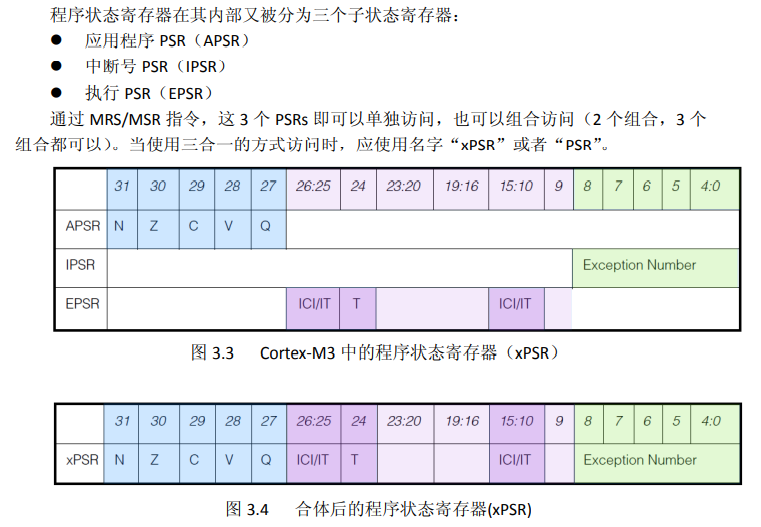 程序状态寄存器在其内部又被分为三个子状态寄存器：
● 应用程序 PSR（APSR）
● 中断号 PSR（IPSR）
● 执行 PSR（EPSR）
通过 MRS/MSR 指令，这 3 个 PSRs 即可以单独访问，也可以组合访问（2 个组合，3 个
组合都可以）。当使用三合一的方式访问时，应使用名字“xPSR”或者“PSR”。
31 30 29 28 27 26:25 24 23:20 19:16 15:10 9 8 7 6 5 4:0
APSR N Z C V Q
IPSR Exception Number
EPSR ICI/IT T ICI/IT
图 3.3 Cortex-M3 中的程序状态寄存器（xPSR）
31 30 29 28 27 26:25 24 23:20 19:16 15:10 9 8 7 6 5 4:0
xPSR N Z C V Q ICI/IT T ICI/IT Exception Number
图 3.4 合体后的程序状态寄存器(xPSR)